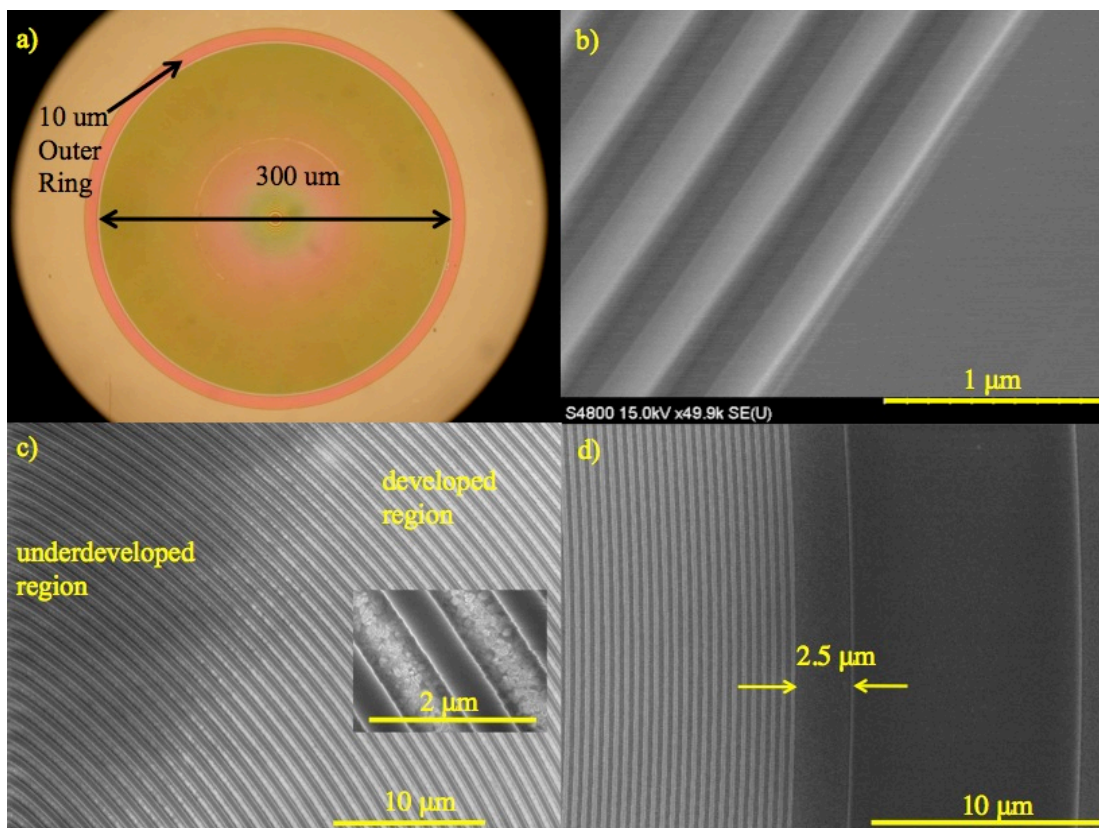 a)
10 um
Outer
Ring
300 um
b)
1 μm
S4800 15.0kV x49.9k SE(U)
c)
developed
region
underdeveloped
region
2 μm
10 μm
d)
2.5 μm
10 μm